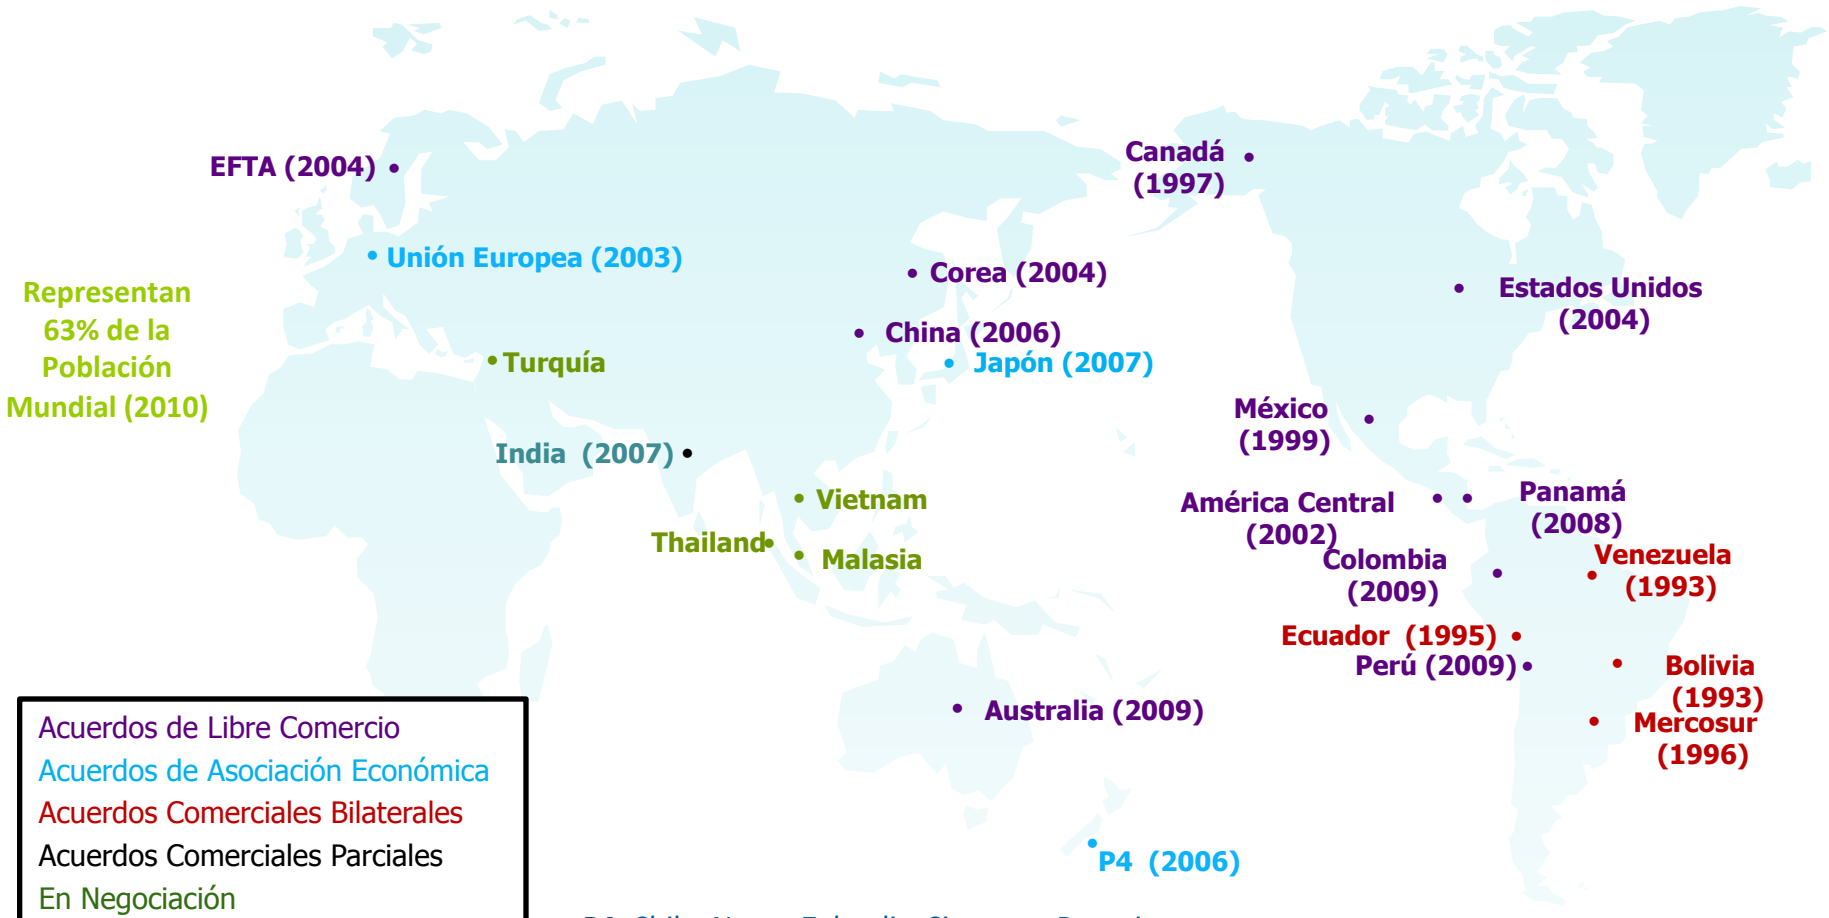 EFTA (2004)
Canadá
(1997)
Unión Europea (2003)
Corea (2004)
Representan
63% de la
Población
Mundial (2010)
Estados Unidos
(2004)
China (2006)
Turquía
Japón (2007)
México
(1999)
India (2007)
Vietnam
América Central
(2002)
Panamá
(2008)
Thailand
Malasia
Colombia
(2009)
Venezuela
(1993)
Ecuador (1995)
Perú (2009)
Bolivia
(1993)
Australia (2009)
Mercosur
(1996)
Acuerdos de Libre Comercio
Acuerdos de Asociación Económica
Acuerdos Comerciales Bilaterales
Acuerdos Comerciales Parciales
En Negociación
P4 (2006)